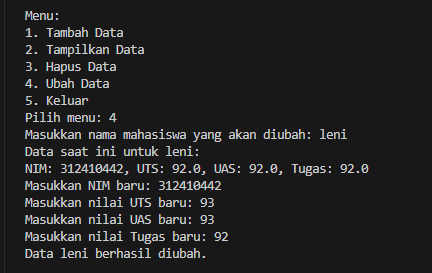 Menu:
1. Tambah Data
2. Tampilkan Data
3. Hapus Data
4. Ubah Data
5. Keluar
Pilih menu: 4
Masukkan nama mahasiswa yang akan diubah: leni
Data saat ini untuk leni:
NIM: 312410442, UTS: 92.0, UAS: 92.0, Tugas: 92.0
Masukkan NIM baru: 312410442
Masukkan nilai UTS baru: 93
Masukkan nilai UAS baru: 93
Masukkan nilai Tugas baru: 92
Data leni berhasil diubah.